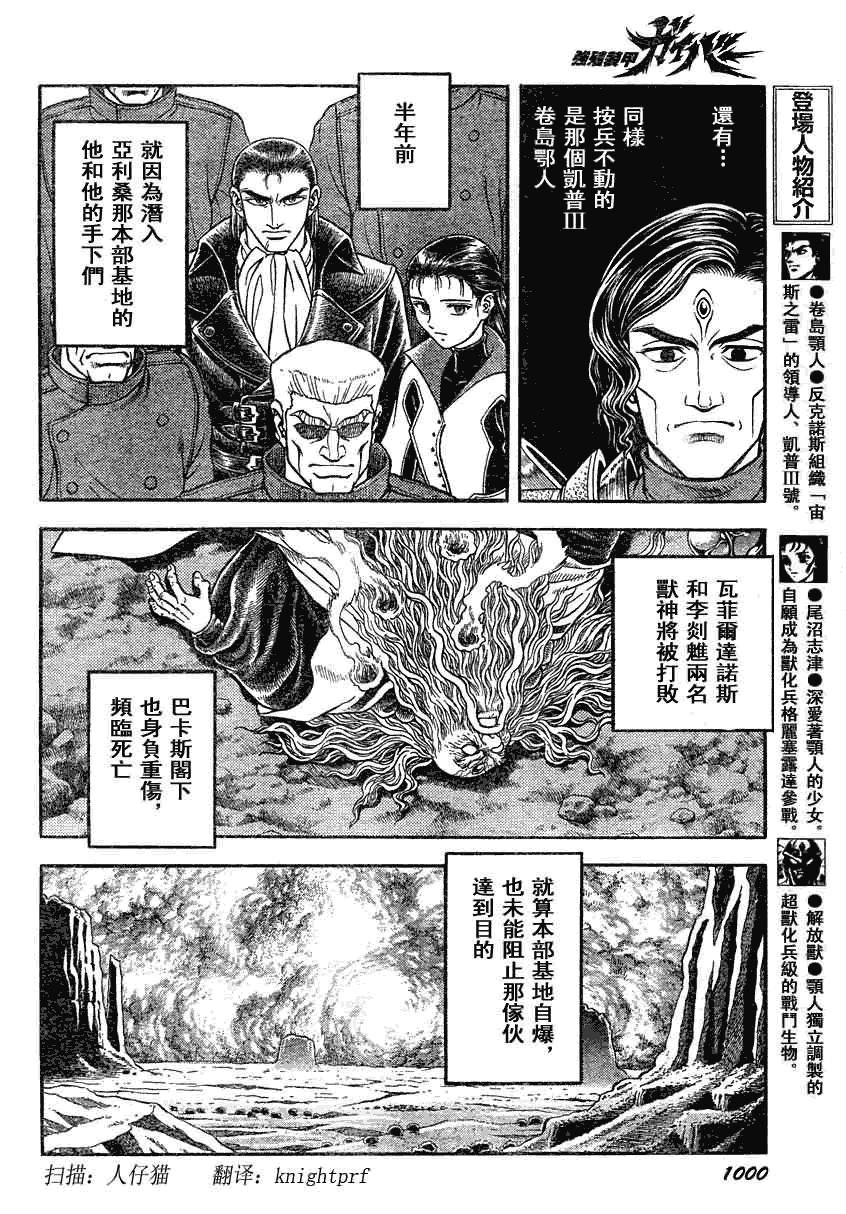 強殖装甲ガイバー
登場人物紹介
●卷島顎人●反克諾斯組織「宙
斯之雷」的領導人、凱普Ⅲ號。
●尾沼志津●深愛著顎人的少女。
自願成為獸化兵格麗塞露達參戰。
●解放獸●顎人獨立調製的
超獸化兵級的戰鬥生物。
還有…
同樣
按兵不動的
是那個凱普Ⅲ
卷島鄂人
半年前
就因為潛入
亞利桑那本部基地的
他和他的手下們
瓦菲爾達諾斯
和李剡魋兩名
獸神將被打敗
巴卡斯閣下
也身負重傷，
頻臨死亡
就算本部基地自爆，
也未能阻止那傢伙
達到目的
扫描：人仔猫 翻译：knightprf
1000